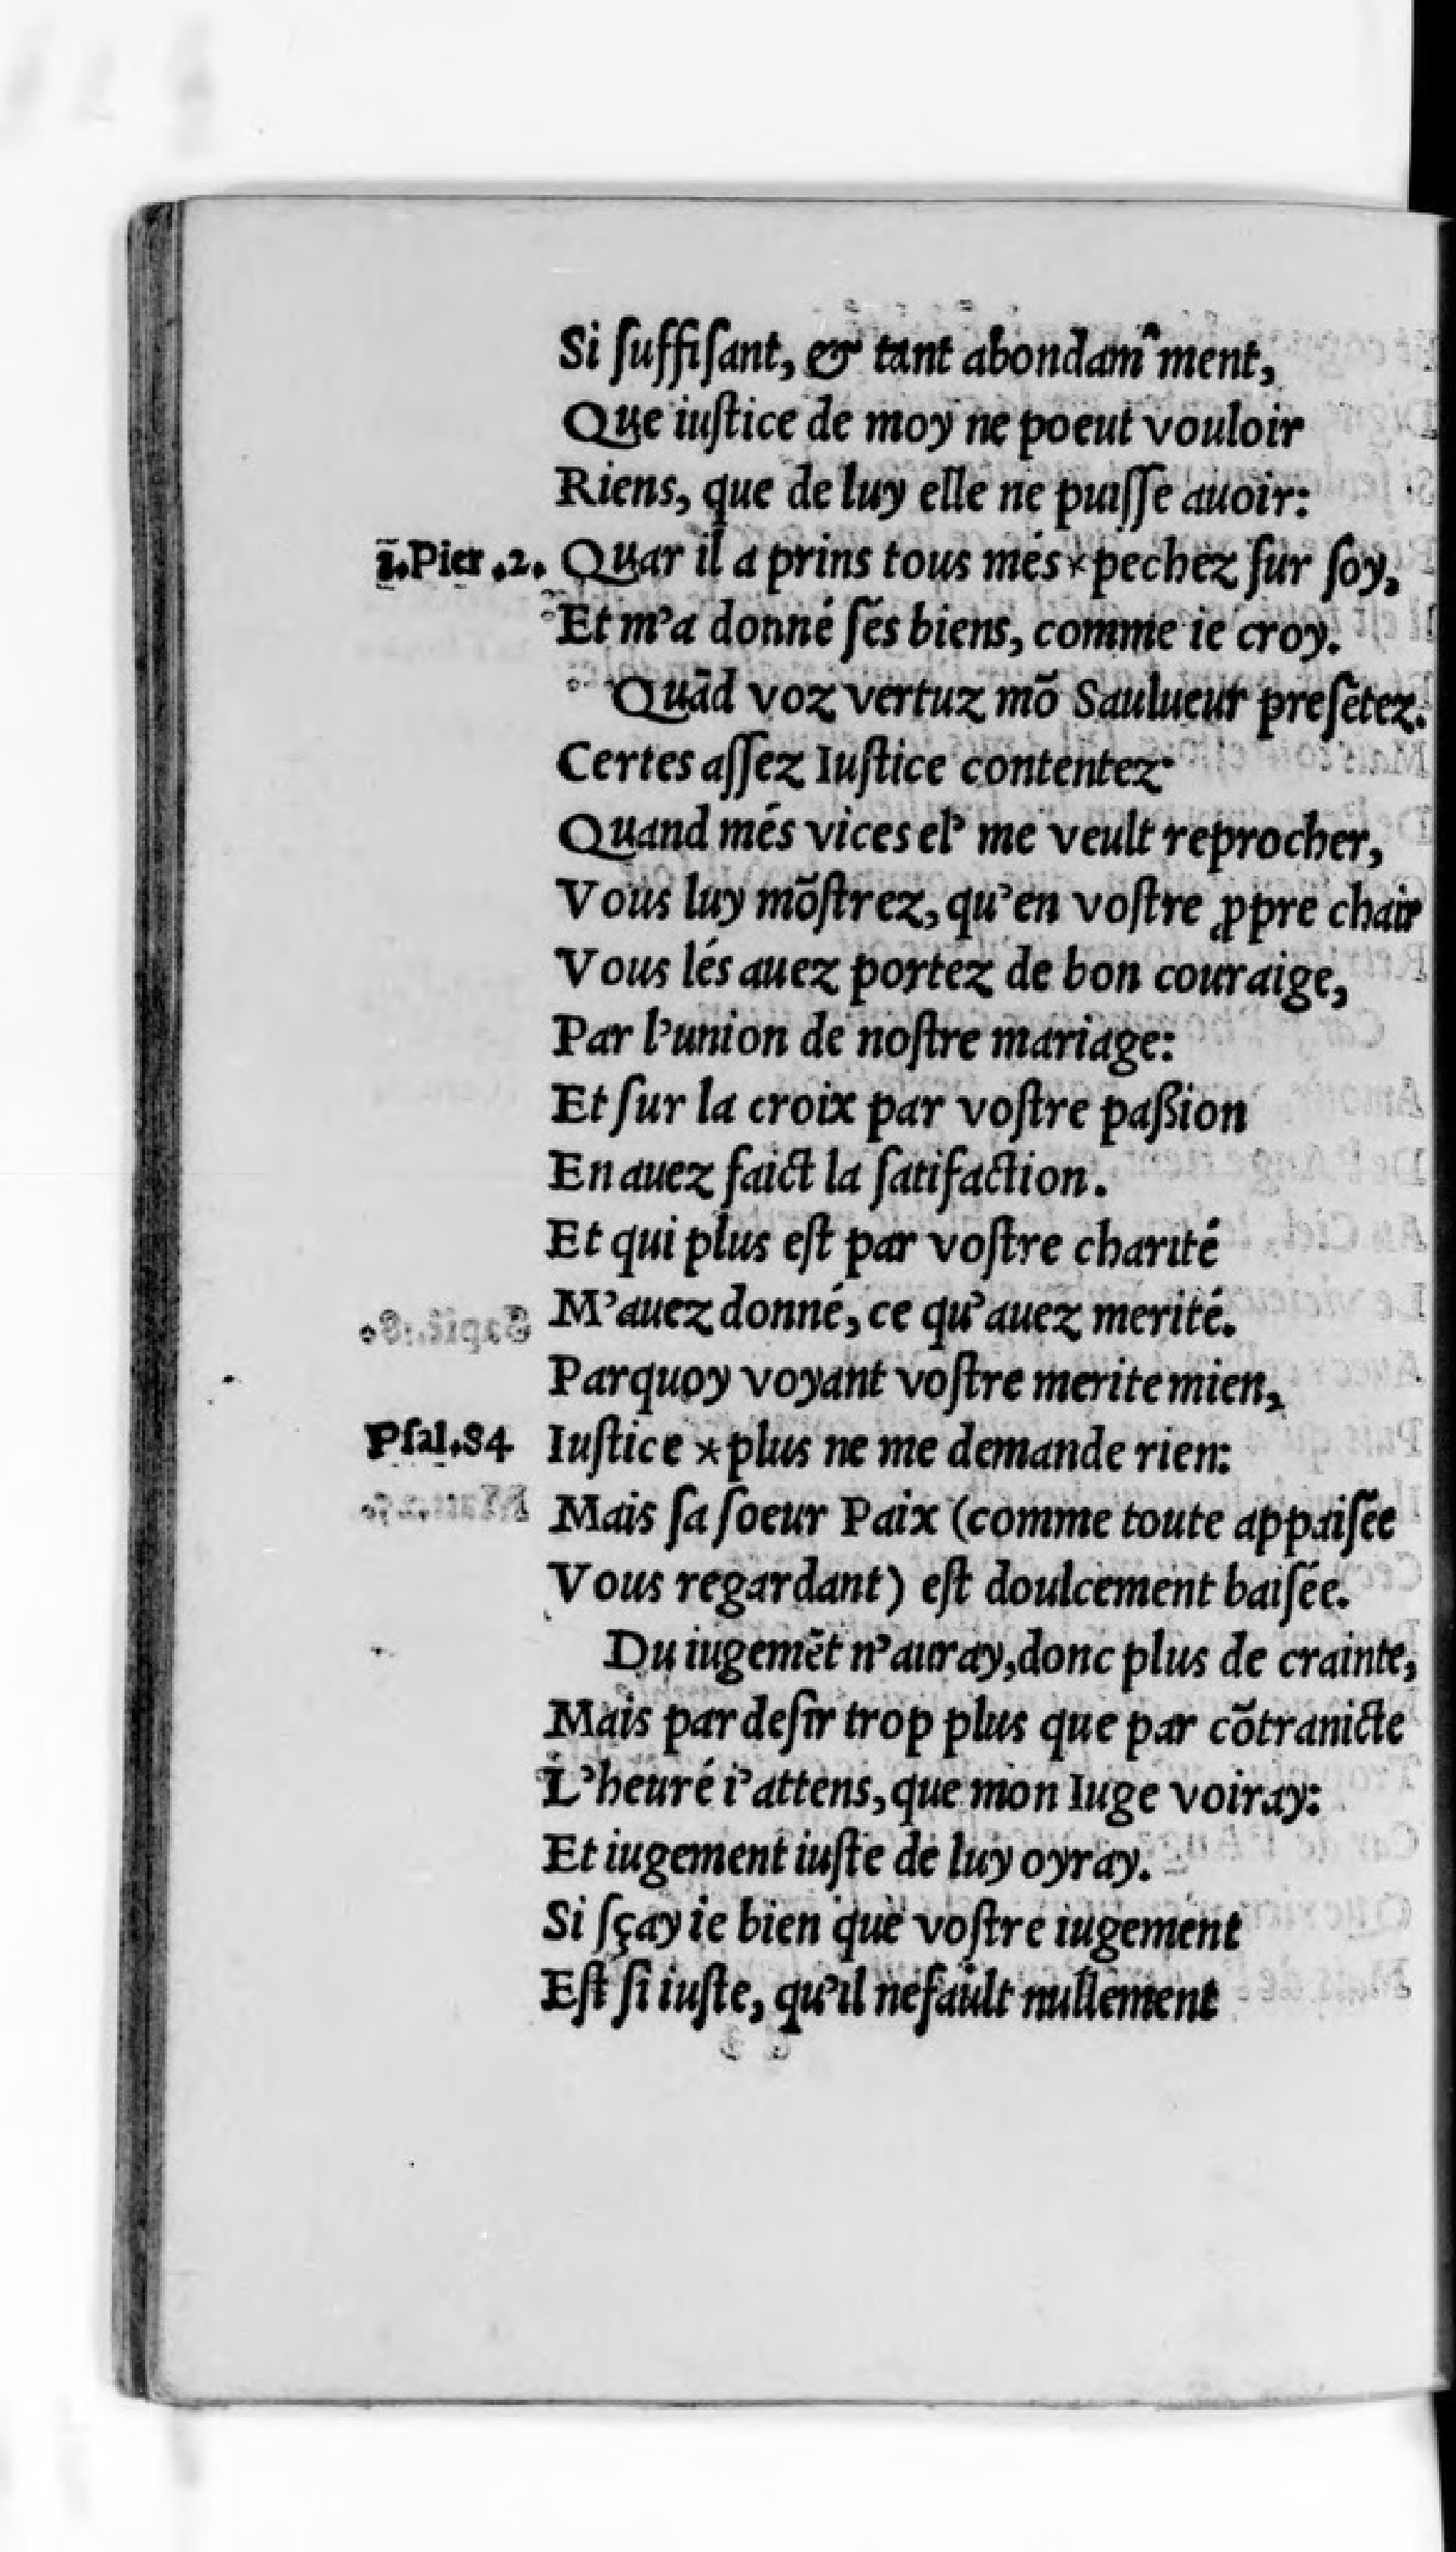 Si ſuffiſant, & tant abondam̂ment,
Que iuſtice de moy ne poeut vouloir
Riens, que de luy elle ne puiſſe auoir:
1.Pier .2. Quar il a prins tous més*pechez ſur ſoy,
Et m'a donné ſés biens, comme ie croy.
Quād voz vertuz mō Saulueur preſētez.
Certes aſſez Iuſtice contentez:
Quand més vices el' me veult reprocher,
Vous luy mōſtrez, qu'en voſtre ꝓpre chair
Vous lés auez portez de bon couraige,
Par l'union de noſtre mariage:
Et ſur la croix par voſtre paßion
En auez faict la ſatifaction.
Et qui plus eſt par voſtre charité
M'auez donné, ce qu'auez merité.
Parquoy voyant voſtre merite mien,
Pſal.84 Iuſtice *plus ne me demande rien:
Mais ſa ſoeur Paix (comme toute appaiſée
Vous regardant) eſt doulcement baiſée.
Du iugemēt n'auray,donc plus de crainte,
Mais par deſir trop plus que par cōtranicte
L'heuré i'attens, que mon Iuge voiray:
Et iugement iuſte de luy oyray.
Si ſçay ie bien que voſtre iugement
Eſt ſi iuſte, qu'il nefault nullement